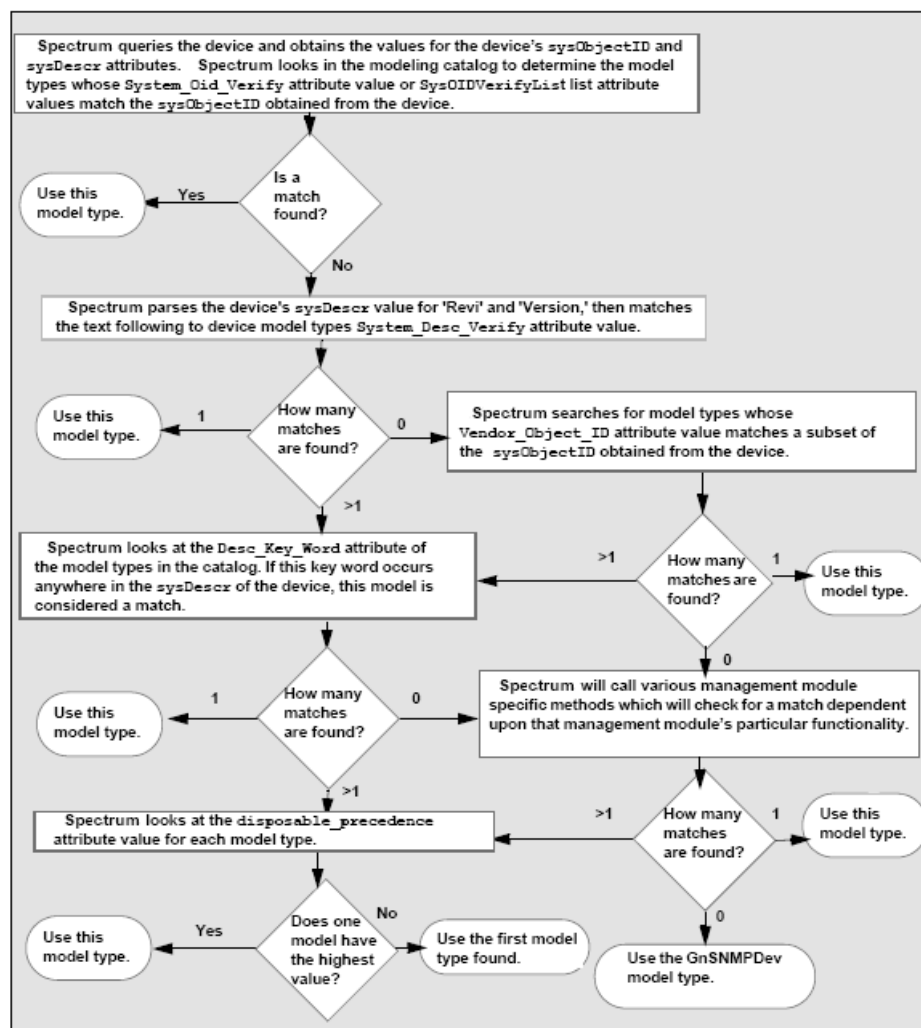 Spectrum queries the device and obtains the values for the device's sysObjectID and
sysDescr attributes. Spectrum looks in the modeling catalog to determine the model
types whose System_Oid_Verify attribute value or SysOIDVerifyList list attribute
values match the sysObjectID obtained from the device.
Is a
match
found?
Yes
Use this
model type.
No
Spectrum parses the device's sysDescr value for 'Revi' and 'Version,' then matches
the text following to device model types System_Desc_Verify attribute value.
How many
matches
are found?
1
Use this
model type.
0
Spectrum searches for model types whose
Vendor_Object_ID attribute value matches a subset of
the sysObjectID obtained from the device.
>1
Spectrum looks at the Desc_Key_Word attribute of
the model types in the catalog. If this key word occurs
anywhere in the sysDescr of the device, this model is
considered a match.
>1
How many
matches are
found?
1
Use this
model type.
0
How many
matches
are found?
1
Use this
model type.
0
Spectrum will call various management module
specific methods which will check for a match dependent
upon that management module's particular functionality.
>1
Spectrum looks at the disposable_precedence
attribute value for each model type.
>1
How many
matches
are found?
1
Use this
model type.
0
Use the GnSNMPDev
model type.
Does one
model have
the highest
value?
Yes
Use this
model type.
No
Use the first model
type found.